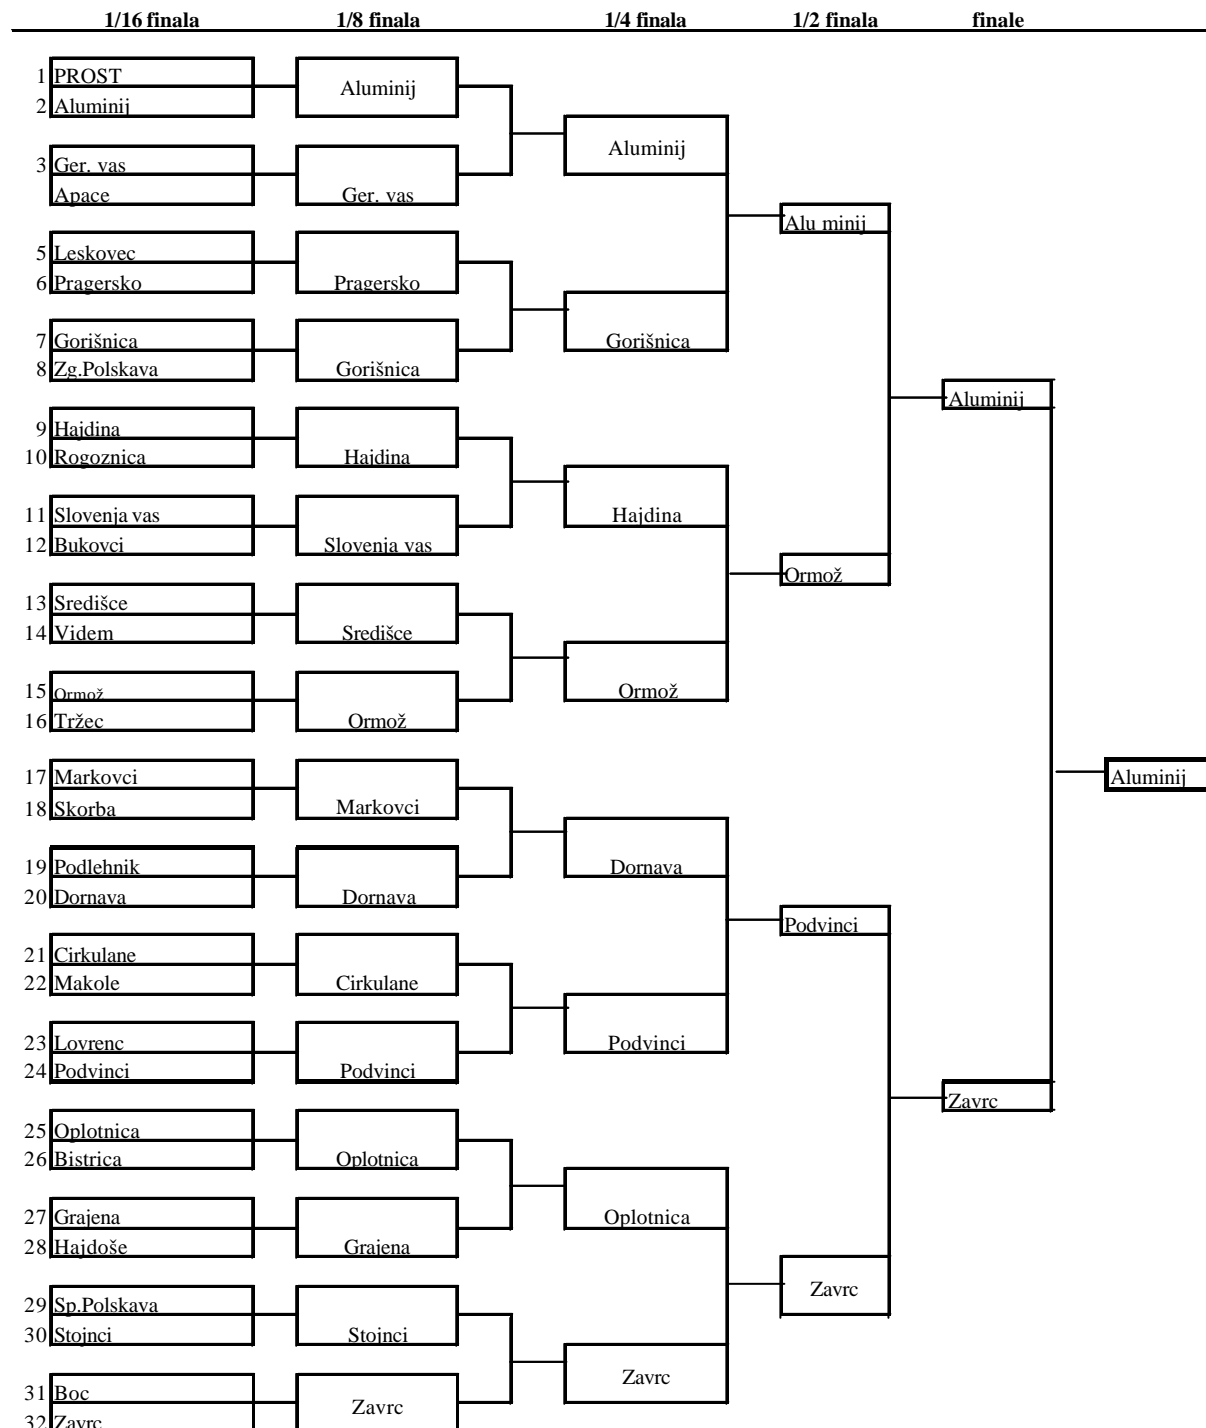 1/16 finala 1/8 finala 1/4 finala 1/2 finala finale
1 PROST
Aluminij
2 Aluminij
Aluminij
3 Ger. vas
Apace Ger. vas
Alu minij
5 Leskovec
6 Pragersko Pragersko
7 Gorišnica Gorišnica
8 Zg.Polskava Gorišnica
Aluminij
9 Hajdina
10 Rogoznica Hajdina
11 Slovenja vas Hajdina
12 Bukovci Slovenja vas
Ormož
13 Središce
14 Videm Središce
15 Ormož Ormož
16 Tržec Ormož
17 Markovci Aluminij
18 Skorba Markovci
19 Podlehnik Dornava
20 Dornava Dornava
Podvinci
21 Cirkulane
22 Makole Cirkulane
23 Lovrenc Podvinci
24 Podvinci Podvinci
Zavrc
25 Oplotnica
26 Bistrica Oplotnica
27 Grajena Oplotnica
28 Hajdoše Grajena
Zavrc
29 Sp.Polskava
30 Stojnci Stojnci
Zavrc
31 Boc
Zavrc
32 Zavrc